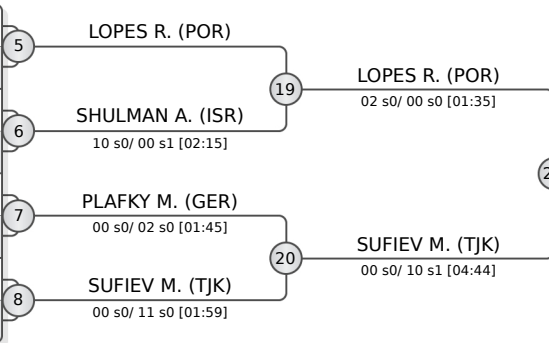 LOPES R. (POR)
5
19
LOPES R. (POR)
02 s0/ 00 s0 [01:35]
SHULMAN A. (ISR)
6
10 s0/ 00 s1 [02:15]
PLAFKY M. (GER)
7
00 s0/ 02 s0 [01:45]
20
SUFIEV M. (TJK)
00 s0/ 10 s1 [04:44]
SUFIEV M. (TJK)
8
00 s0/ 11 s0 [01:59]